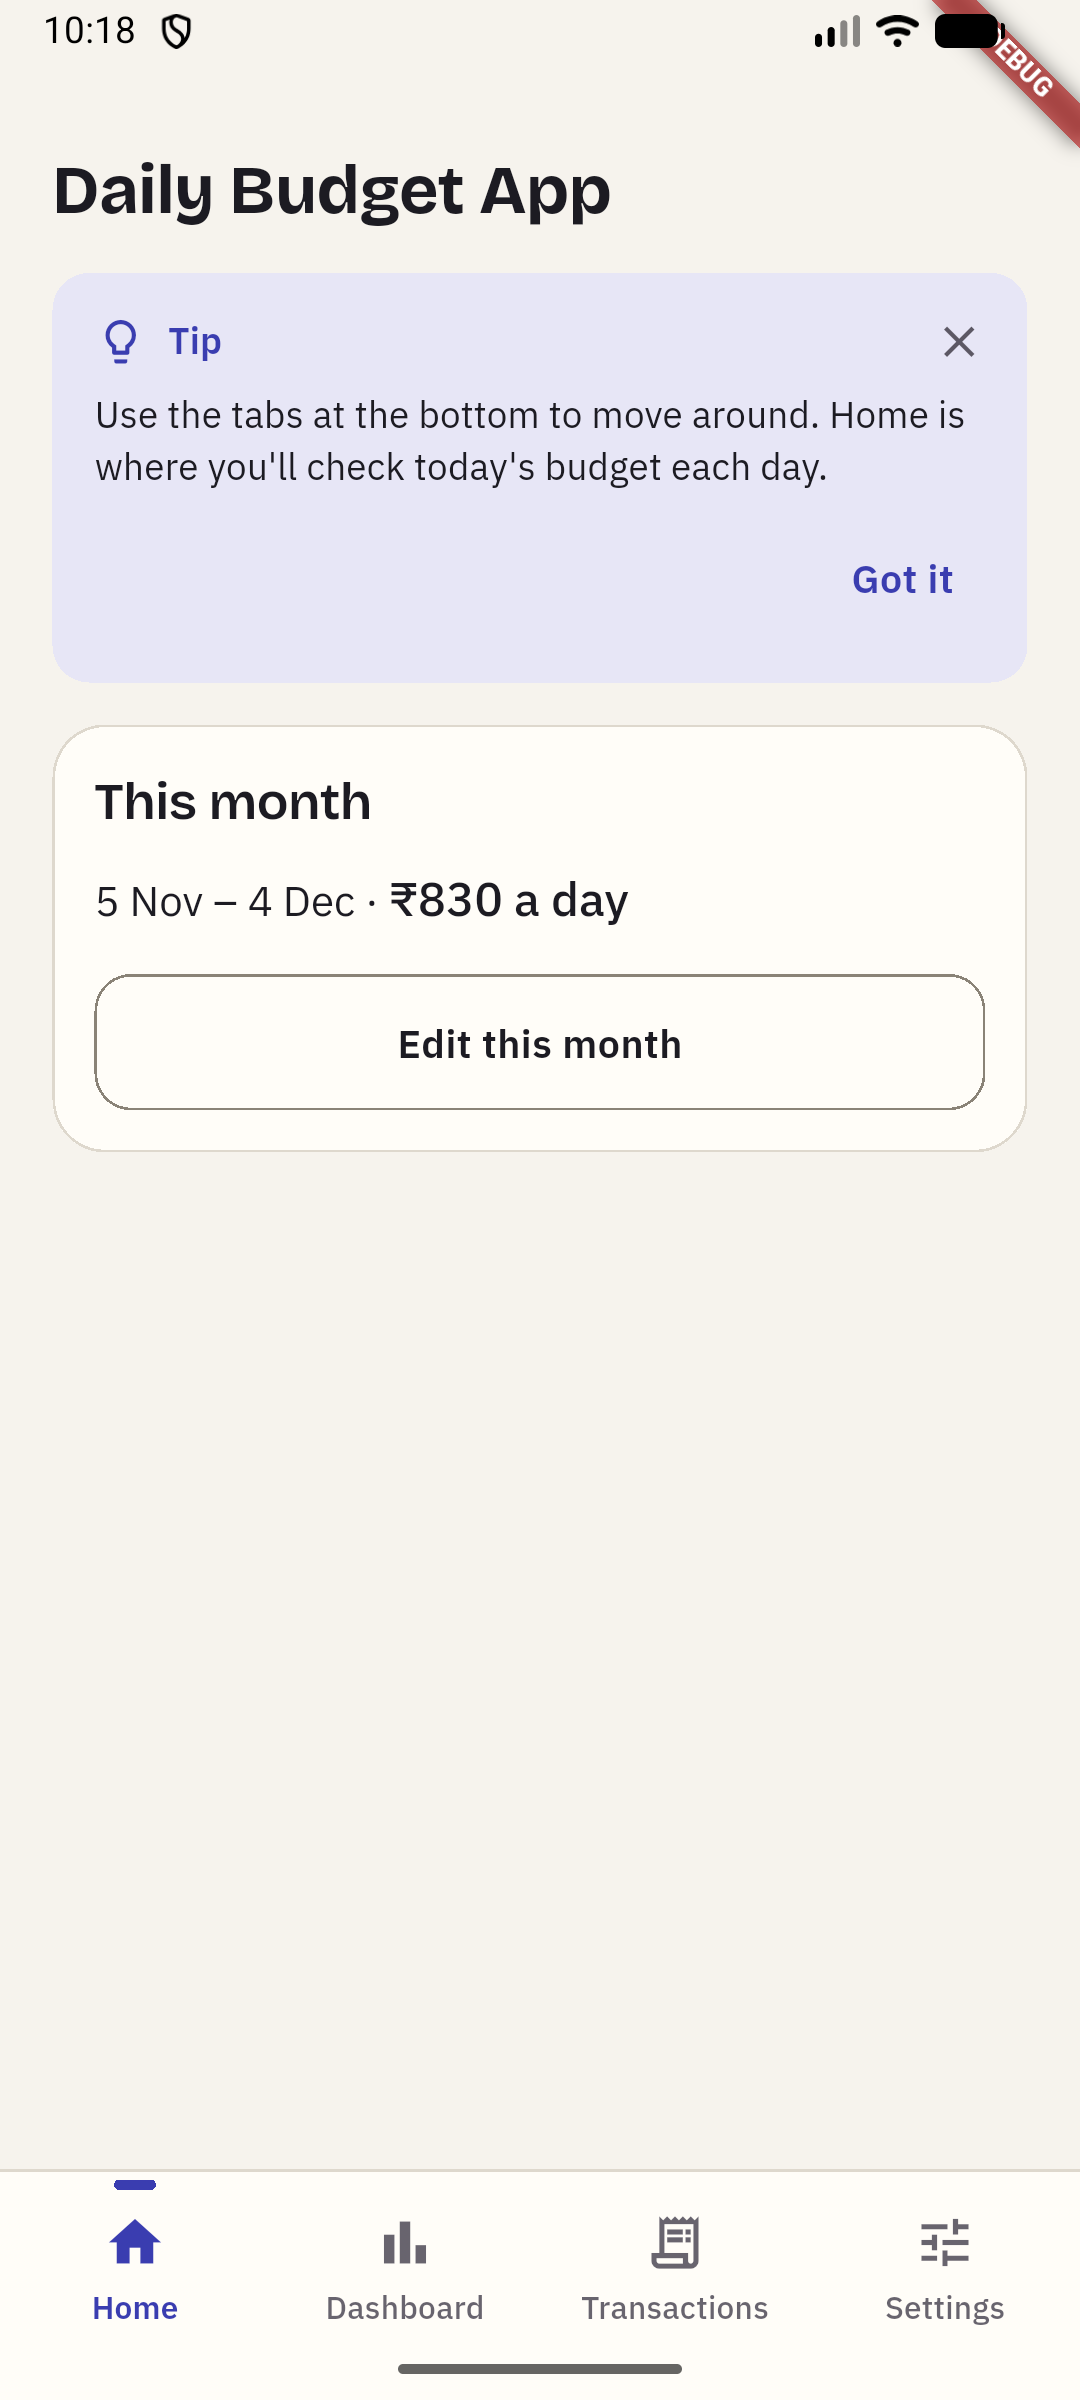 10:18
EBUG
Daily Budget App
Tip
Use the tabs at the bottom to move around. Home is
where you'll check today's budget each day.
Got it
This month
5 Nov – 4 Dec · ₹830 a day
Edit this month
Home
Dashboard
Transactions
Settings